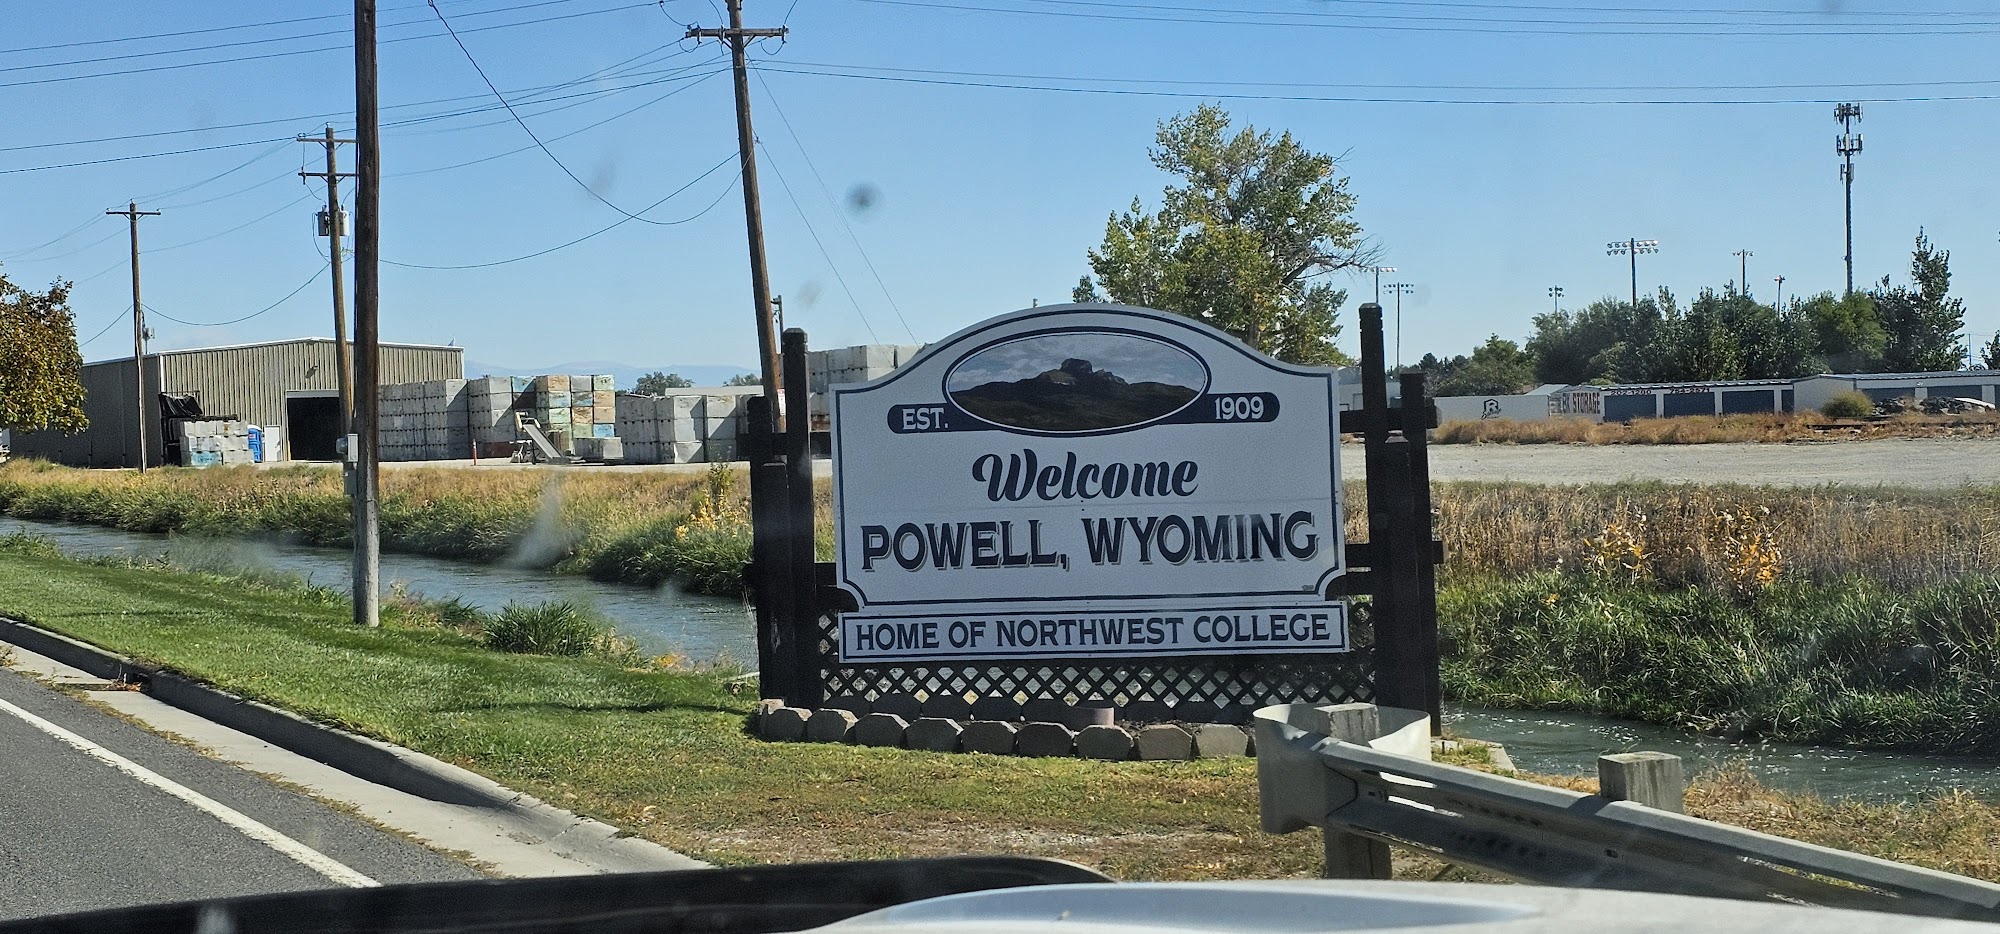 EST. 1909
Welcome
POWELL, WYOMING
HOME OF NORTHWEST COLLEGE
STORAGE